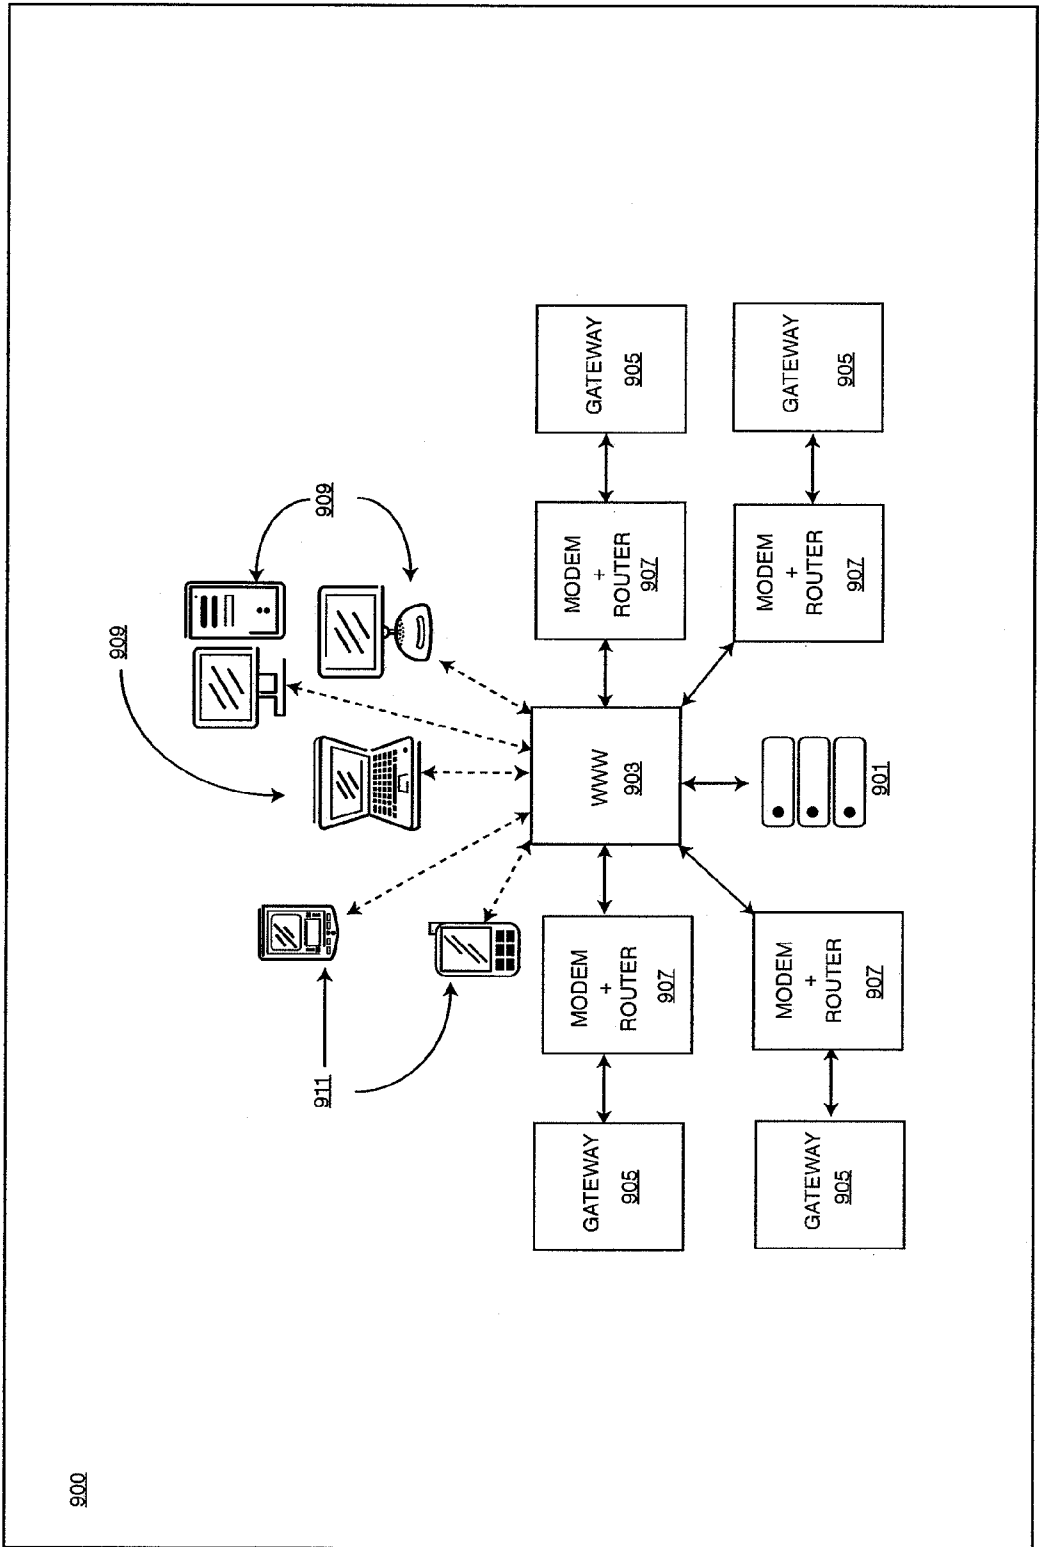 900
909
909
911
GATEWAY
905
MODEM
+
ROUTER
907
WWW
903
MODEM
+
ROUTER
907
GATEWAY
905
GATEWAY
905
MODEM
+
ROUTER
907
901
MODEM
+
ROUTER
907
GATEWAY
905